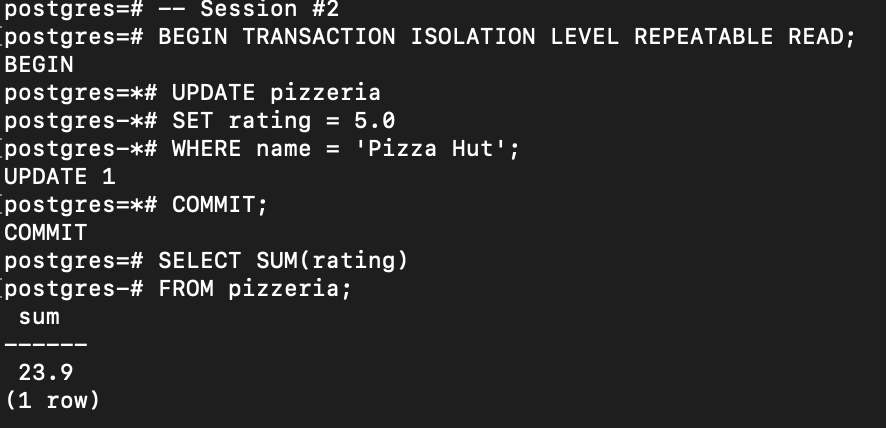 postgres=# -- Session #2
postgres=# BEGIN TRANSACTION ISOLATION LEVEL REPEATABLE READ;
BEGIN
postgres=*# UPDATE pizzeria
postgres-*# SET rating = 5.0
postgres-*# WHERE name = 'Pizza Hut';
UPDATE 1
postgres=*# COMMIT;
COMMIT
postgres=# SELECT SUM(rating)
postgres-# FROM pizzeria;
 sum
------
 23.9
(1 row)